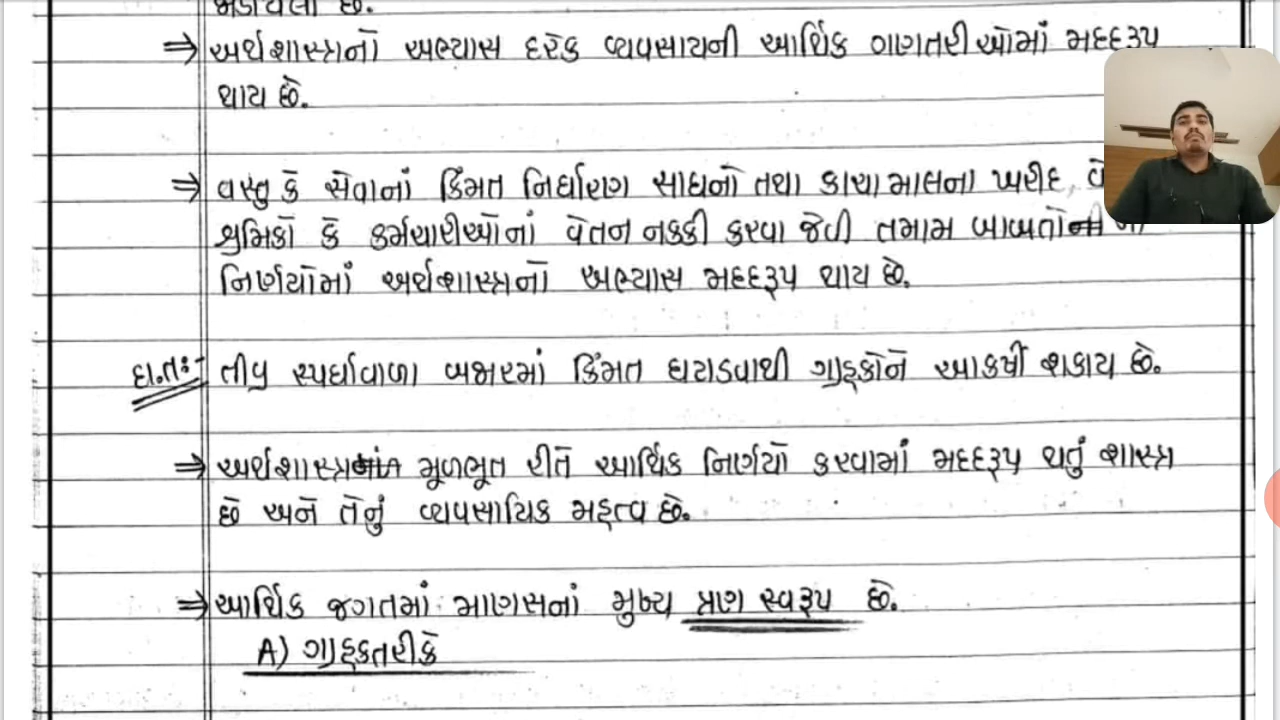 ⇒ અર્થશાસ્ત્રનો અભ્યાસ દરેક વ્યવસાયની આર્થિક ગણતરીઓમાં મદદરૂપ
થાય છે.
⇒ વસ્તુ કે સેવાનાં કિંમત નિર્ધારણ સાધનો તથા કાચામાલના ખરીદ,
શ્રમિકો કે કર્મચારીઓનાં વેતન નક્કી કરવા જેવી તમામ બાબતોની
નિર્ણયોમાં અર્થશાસ્ત્રનો અભ્યાસ મદદરૂપ થાય છે.
દા.તઃ- તીવ્ર સ્પર્ધાવાળા બજારમાં કિંમત ઘટાડવાથી ગ્રાહકોને આકર્ષી શકાય છે.
⇒ અર્થશાસ્ત્ર મૂળભૂત રીતે આર્થિક નિર્ણયો કરવામાં મદદરૂપ થતું શાસ્ત્ર
છે અને તેનું વ્યવસાયિક મહત્વ છે.
⇒ આર્થિક જગતમાં માણસનાં મુખ્ય ત્રણ સ્વરૂપ છે.
A) ગ્રાહક તરીકે